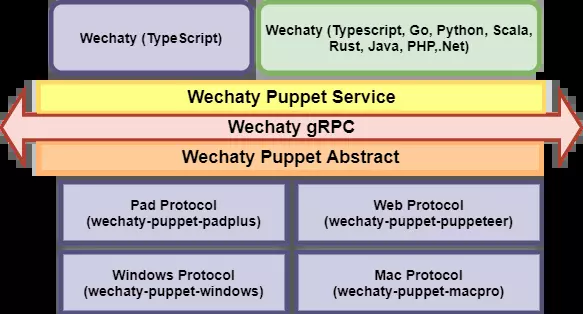 Wechaty (TypeScript)
Wechaty (Typescript, Go, Python, Scala,
Rust, Java, PHP,.Net)
Wechaty Puppet Service
Wechaty gRPC
Wechaty Puppet Abstract
Pad Protocol
(wechaty-puppet-padplus)
Web Protocol
(wechaty-puppet-puppeteer)
Windows Protocol
(wechaty-puppet-windows)
Mac Protocol
(wechaty-puppet-macpro)